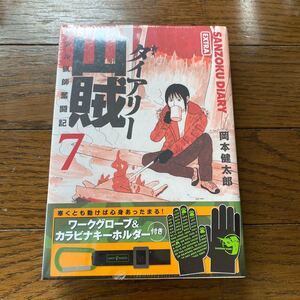 SANZOKU DIARY
EXTRA
ダイアリー
山賊
猟師奮闘記
7
岡本健太郎
寒くとも動けば心身あったまる!
ワークグローブ&
カラビナキーホルダー付き